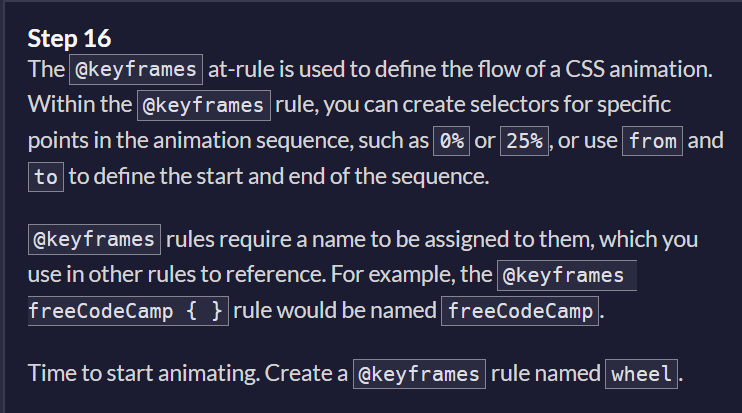 Step 16
The @keyframes at-rule is used to define the flow of a CSS animation.
Within the @keyframes rule, you can create selectors for specific
points in the animation sequence, such as 0% or 25%, or use from and
to to define the start and end of the sequence.
@keyframes rules require a name to be assigned to them, which you
use in other rules to reference. For example, the @keyframes
freeCodeCamp { } rule would be named freeCodeCamp.
Time to start animating. Create a @keyframes rule named wheel.